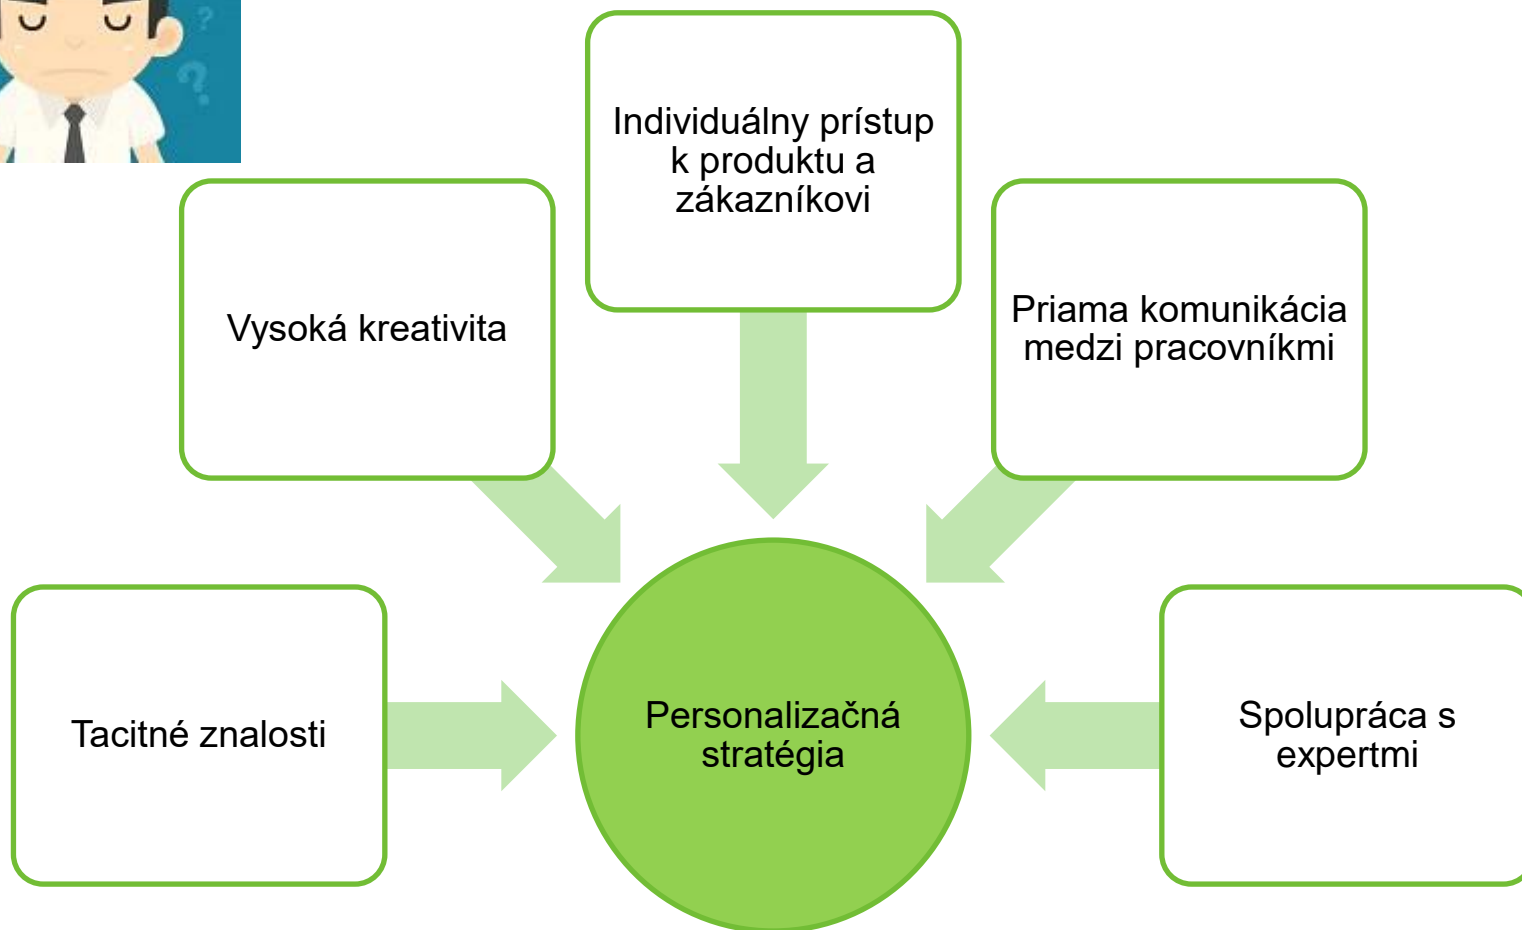 Individuálny prístup
k produktu a
zákazníkovi
Vysoká kreativita
Priama komunikácia
medzi pracovníkmi
Tacitné znalosti
Personalizačná
stratégia
Spolupráca s
expertmi